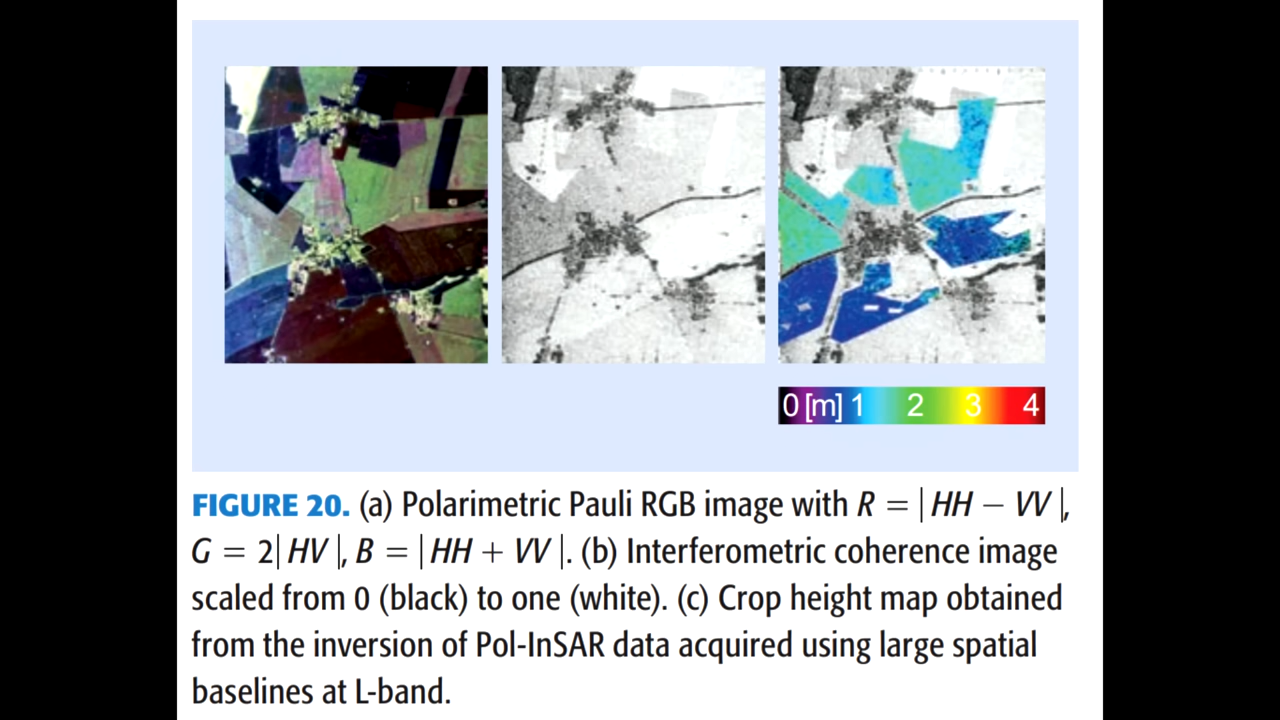 0 [m] 1 2 3 4
FIGURE 20. (a) Polarimetric Pauli RGB image with R = | HH − VV |,
G = 2| HV |, B = | HH + VV |. (b) Interferometric coherence image
scaled from 0 (black) to one (white). (c) Crop height map obtained
from the inversion of Pol-InSAR data acquired using large spatial
baselines at L-band.